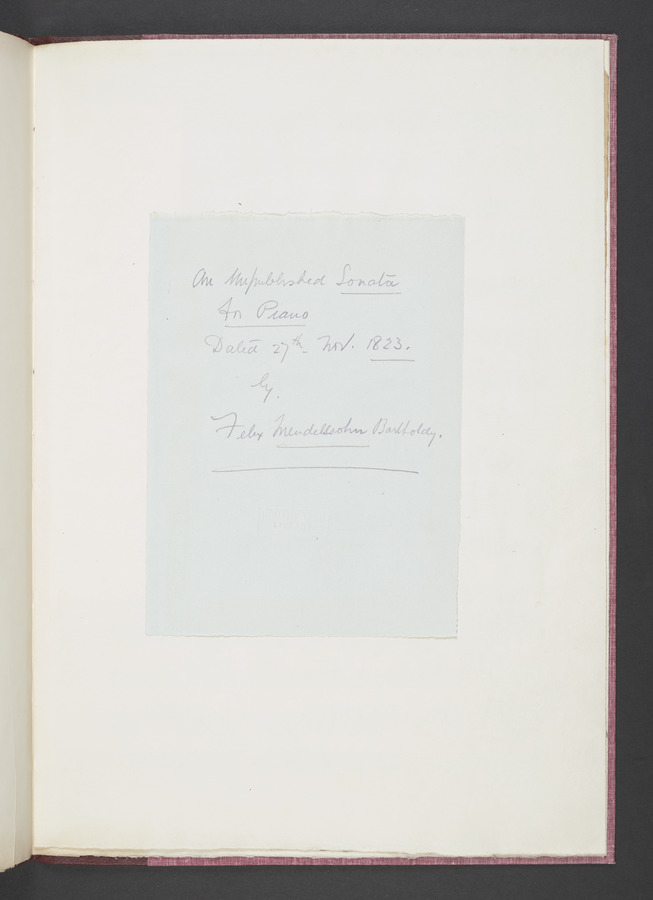 An Unpublished Sonata
for Piano
Dated 27th Nov. 1823.
by.
Felix Mendelssohn Bartholdy.